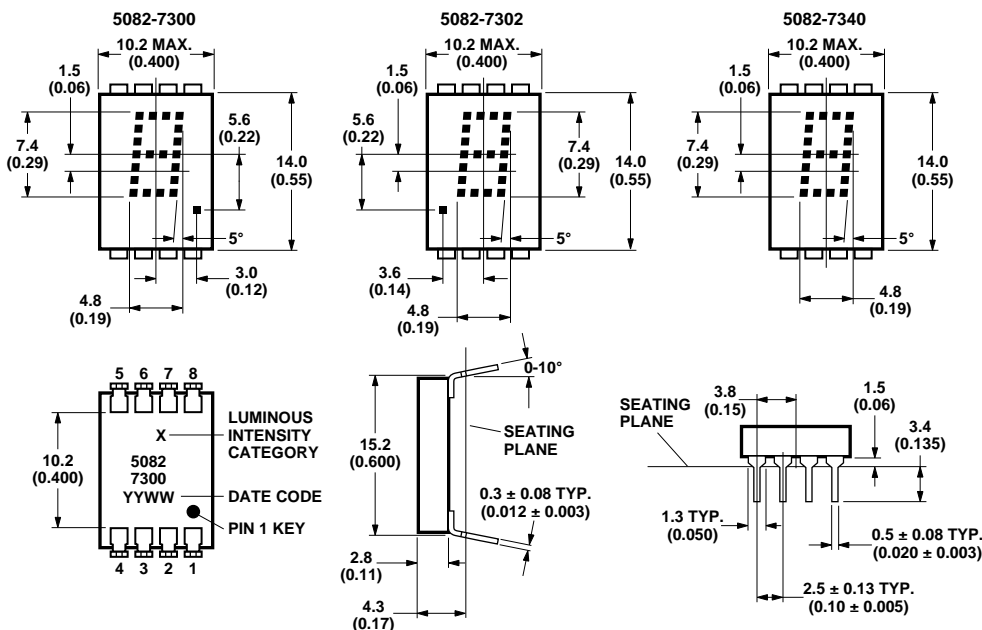 5082-7300
10.2 MAX.
(0.400)
1.5
(0.06)
5.6
(0.22)
7.4
(0.29)
14.0
(0.55)
5°
3.0
(0.12)
4.8
(0.19)
5082-7302
10.2 MAX.
(0.400)
1.5
(0.06)
5.6
(0.22)
7.4
(0.29)
14.0
(0.55)
5°
3.6
(0.14)
4.8
(0.19)
5082-7340
10.2 MAX.
(0.400)
1.5
(0.06)
7.4
(0.29)
14.0
(0.55)
5°
4.8
(0.19)
5 6 7 8
LUMINOUS
INTENSITY
CATEGORY
X
10.2
(0.400)
5082
7300
YYWW
DATE CODE
PIN 1 KEY
4 3 2 1
0-10°
SEATING
PLANE
15.2
(0.600)
0.3 ± 0.08 TYP.
(0.012 ± 0.003)
2.8
(0.11)
4.3
(0.17)
3.8
(0.15)
1.5
(0.06)
SEATING
PLANE
3.4
(0.135)
1.3 TYP.
(0.050)
0.5 ± 0.08 TYP.
(0.020 ± 0.003)
2.5 ± 0.13 TYP.
(0.10 ± 0.005)